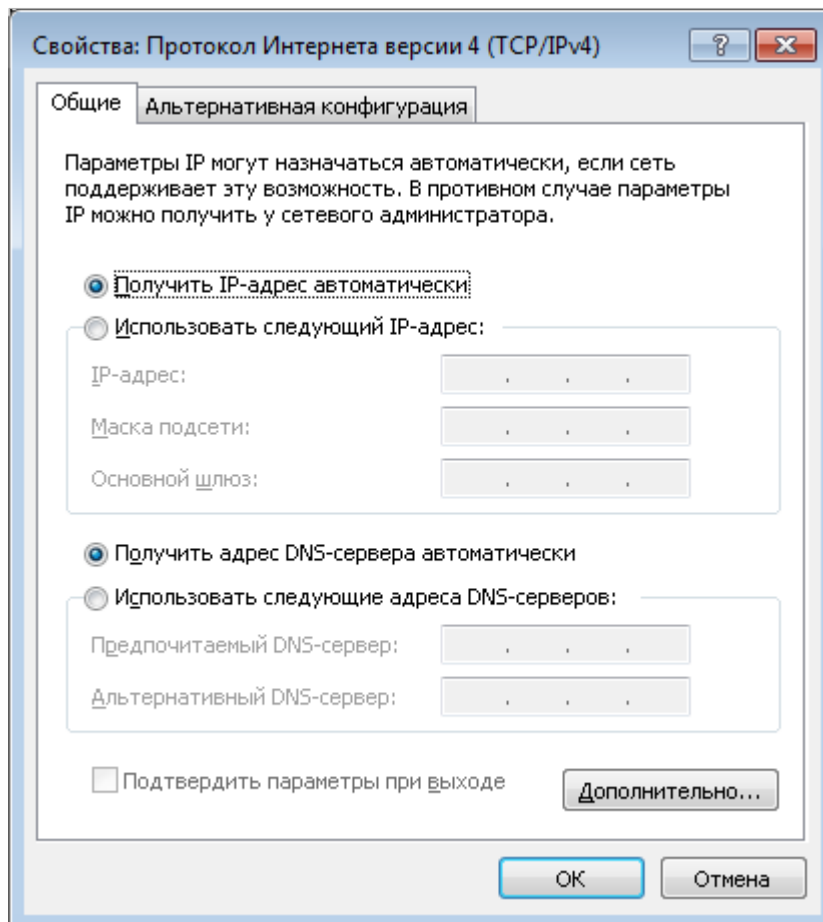 Свойства: Протокол Интернета версии 4 (TCP/IPv4)
Общие
Альтернативная конфигурация
Параметры IP могут назначаться автоматически, если сеть
поддерживает эту возможность. В противном случае параметры
IP можно получить у сетевого администратора.
Получить IP-адрес автоматически
Использовать следующий IP-адрес:
IP-адрес:
Маска подсети:
Основной шлюз:
Получить адрес DNS-сервера автоматически
Использовать следующие адреса DNS-серверов:
Предпочитаемый DNS-сервер:
Альтернативный DNS-сервер:
Подтвердить параметры при выходе
Дополнительно...
ОК
Отмена